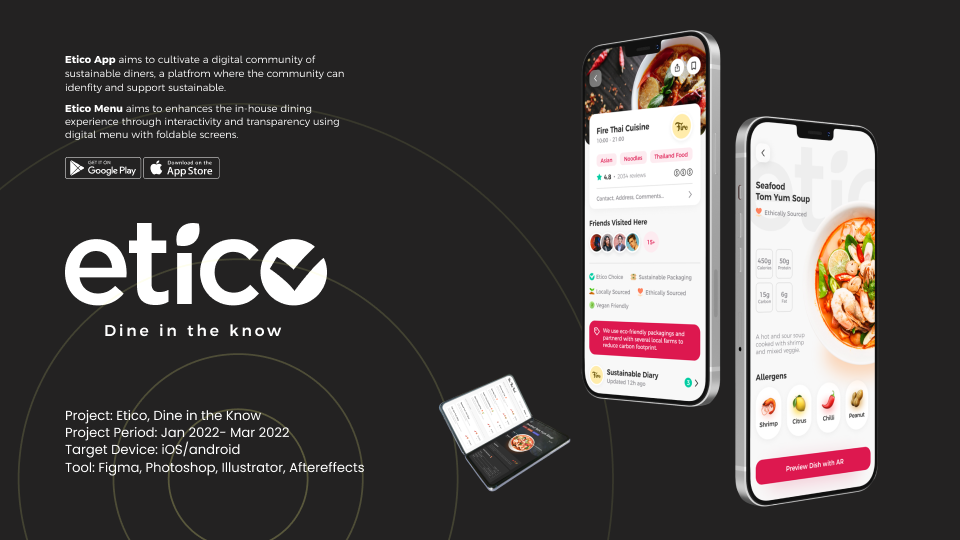 Etico App aims to cultivate a digital community of
sustainable diners, a platfrom where the community can
idenfity and support sustainable.
Etico Menu aims to enhances the in-house dining
experience through interactivity and transparency using
digital menu with foldable screens.
GET IT ON
Google Play
Download on the
App Store
etico
Dine in the know
Project: Etico, Dine in the Know
Project Period: Jan 2022- Mar 2022
Target Device: iOS/android
Tool: Figma, Photoshop, Illustrator, Aftereffects
Fire Thai Cuisine
10:00 - 21:00
Fire
Asian Noodles Thailand Food
4.8 • 2034 reviews
Contact, Address, Comments...
Friends Visited Here
15+
Etico Choice Sustainable Packaging
Locally Sourced Ethically Sourced
Vegan Friendly
We use eco-friendly packagings and
partnerd with several local farms to
reduce carbon footprint.
Fire
Sustainable Diary
Updated 12h ago
3
etic
Seafood
Tom Yum Soup
Ethically Sourced
450g 50g
Calories Protein
15g 6g
Carbon Fat
A hot and sour soup
cooked with shrimp
and mixed veggie.
Allergens
Shrimp Citrus Chilli Peanut
Preview Dish with AR